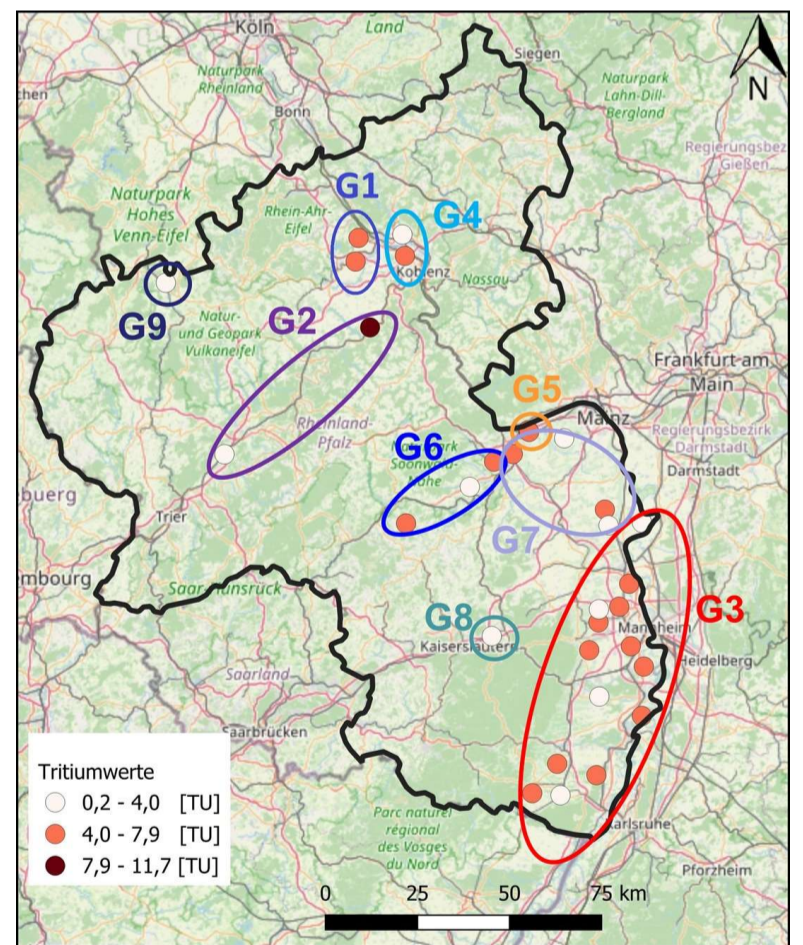 Köln
Land
Siegen
Naturpark
Rheinland
Naturpark
Lahn-Dill-
Bergland
N
chen
Bonn
Regierungsbez
Gießen
G1
Naturpark
Hohes
Venn-Eifel
Rhein-Ahr-
Eifel
G4
Koblenz
Nassau
G9
Natur-
und Geopark
Vulkaneifel
G2
Frankfurt am
Main
G5
Mainz
Rheinland-
Pfalz
G6
Soonwald-
Nahe
Regierungsbezirk
Darmstadt
Darmstadt
Trier
G7
G8
Kaiserslautern
G3
Mannheim
Heidelberg
Saarland
Saarbrücken
Tritiumwerte
0,2 - 4,0 [TU]
4,0 - 7,9 [TU]
7,9 - 11,7 [TU]
Parc naturel
régional
des Vosges
du Nord
Karlsruhe
Pforzheim
0 25 50 75 km